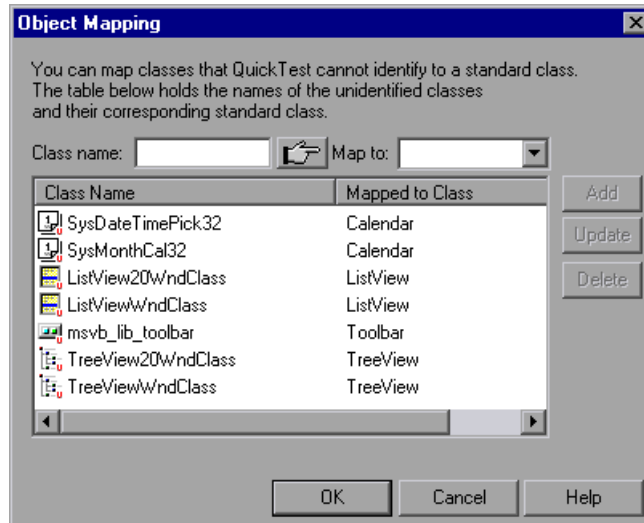 Object Mapping
You can map classes that QuickTest cannot identify to a standard class.
The table below holds the names of the unidentified classes
and their corresponding standard class.
Class name: Map to:
Class Name Mapped to Class Add
SysDateTimePick32 Calendar
SysMonthCal32 Calendar Update
ListView20WndClass ListView Delete
ListViewWndClass ListView
msvb_lib_toolbar Toolbar
TreeView20WndClass TreeView
TreeViewWndClass TreeView
OK Cancel Help